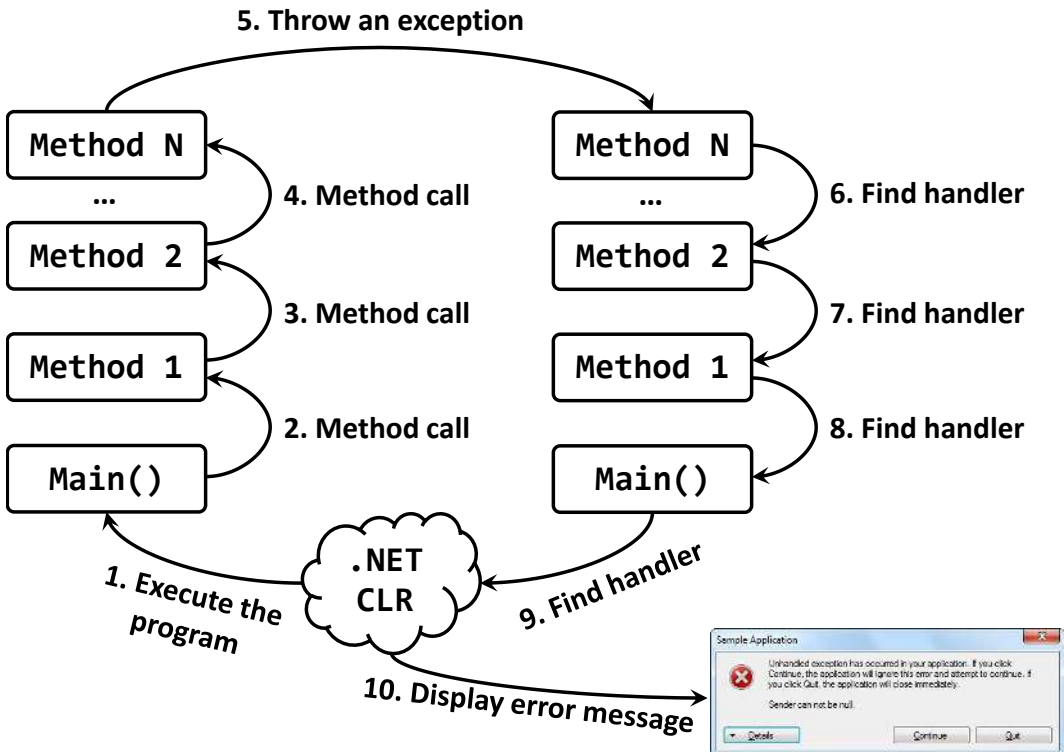 5. Throw an exception
Method N
...
Method 2
Method 1
Main()
4. Method call
3. Method call
2. Method call
1. Execute the
program
.NET
CLR
Method N
...
Method 2
Method 1
Main()
6. Find handler
7. Find handler
8. Find handler
9. Find handler
10. Display error message
Sample Application
Unhandled exception has occurred in your application. If you click
Continue, the application will ignore this error and attempt to continue. If
you click Quit, the application will close immediately.
Sender can not be null.
Details
Continue
Quit